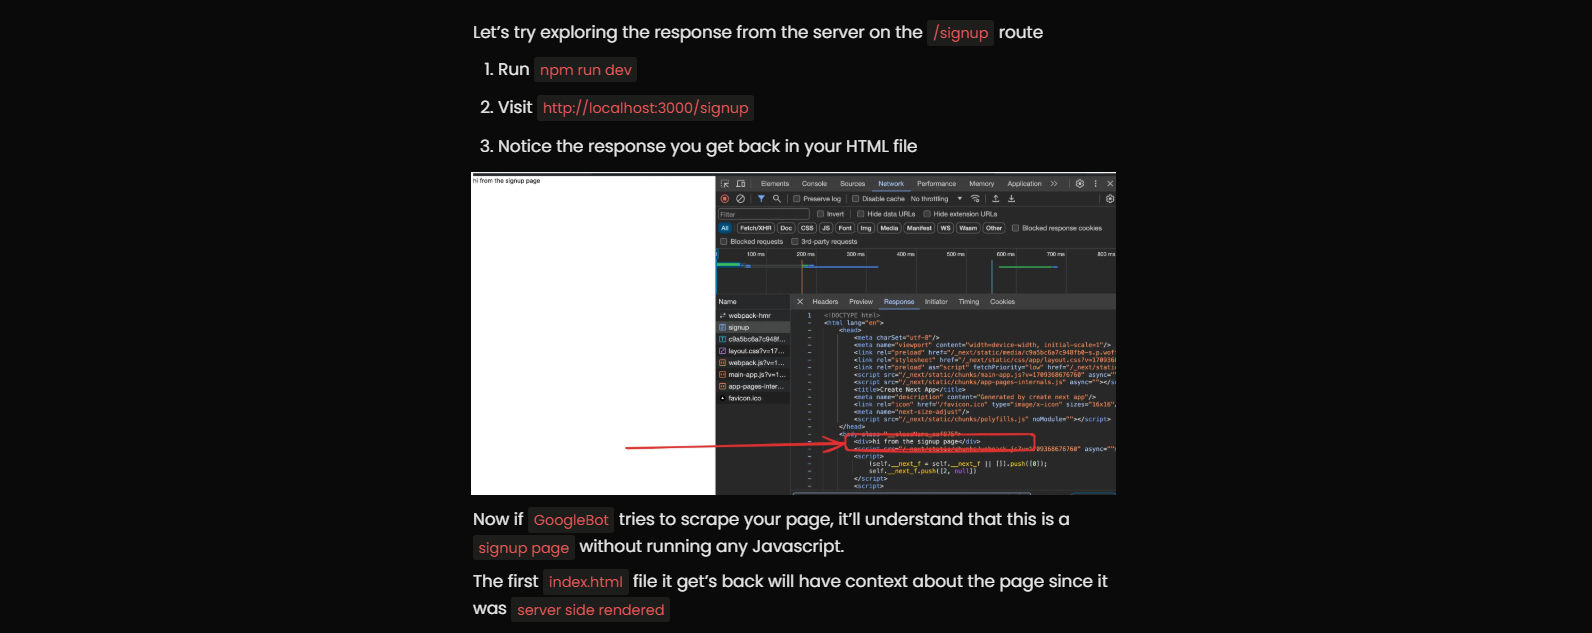 Let's try exploring the response from the server on the /signup route
1. Run npm run dev
2. Visit http://localhost:3000/signup
3. Notice the response you get back in your HTML file
hi from the signup page
Elements Console Sources Network Performance Memory Application
Preserve log Disable cache No throttling
Filter Invert Hide data URLs Hide extension URLs
All Fetch/XHR Doc CSS JS Font Img Media Manifest WS Wasm Other Blocked response cookies
Blocked requests 3rd-party requests
100 ms 200 ms 300 ms 400 ms 500 ms 600 ms 700 ms 800 ms
Name
Headers Preview Response Initiator Timing Cookies
webpack-hmr
signup
c9a5bc6a7c948f...
layout.css?v=17...
webpack.js?v=1...
main-app.js?v=1...
app-pages-inter...
favicon.ico
1 <!DOCTYPE html>
- <html lang="en">
- <head>
- <meta charSet="utf-8"/>
- <meta name="viewport" content="width=device-width, initial-scale=1"/>
- <link rel="preload" href="/_next/static/media/c9a5bc6a7c948fb0-s.p.wof
- <link rel="stylesheet" href="/_next/static/css/app/layout.css?v=1709368
- <link rel="preload" as="script" fetchPriority="low" href="/_next/static
- <script src="/_next/static/chunks/main-app.js?v=1709368676760" async=""
- <script src="/_next/static/chunks/app-pages-internals.js" async=""></s
- <title>Create Next App</title>
- <meta name="description" content="Generated by create next app"/>
- <link rel="icon" href="/favicon.ico" type="image/x-icon" sizes="16x16"
- <meta name="next-size-adjust"/>
- <script src="/_next/static/chunks/polyfills.js" noModule=""></script>
- </head>
- <body
- <div>hi from the signup page</div>
- <script src="/_next/static/chunks/webpack.js?v=1709368676760" async=""
- <script>
- (self.__next_f = self.__next_f || []).push([0]);
- self.__next_f.push([2, null])
- </script>
- <script>
Now if GoogleBot tries to scrape your page, it'll understand that this is a
signup page without running any Javascript.
The first index.html file it get's back will have context about the page since it
was server side rendered